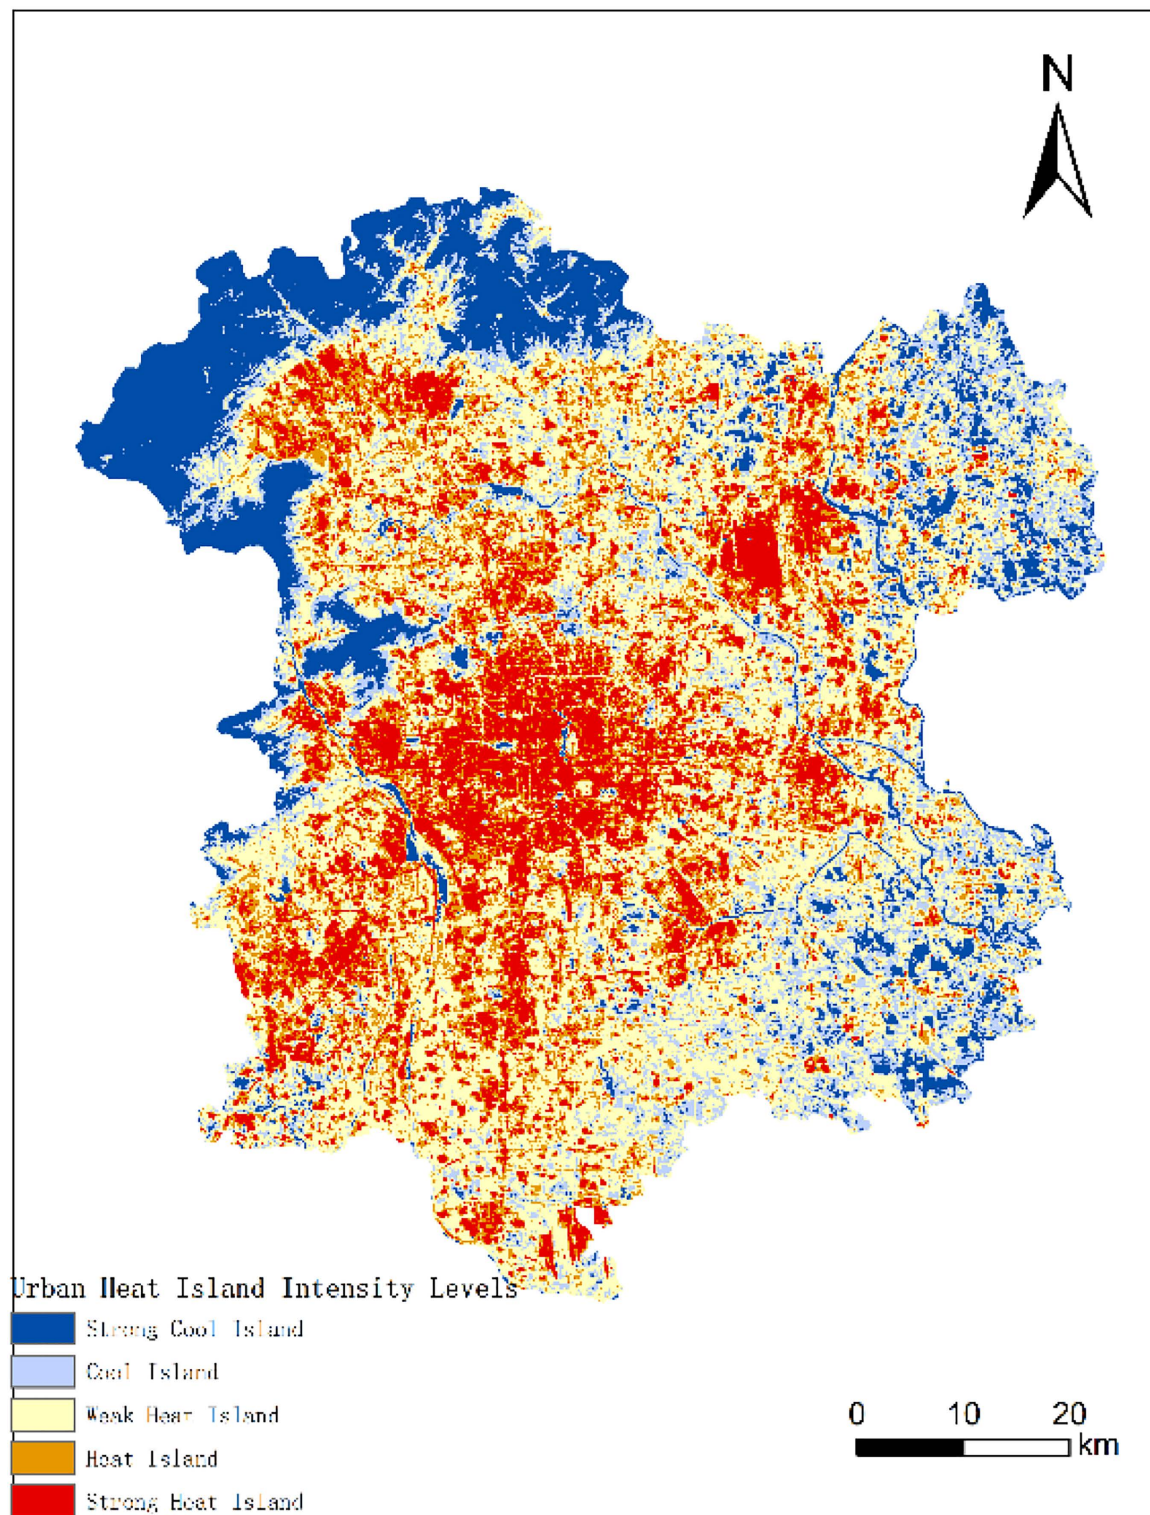 N
Urban Heat Island Intensity Levels
Strong Cool Island
Cool Island
Weak Heat Island
Heat Island
Strong Heat Island
0 10 20
km